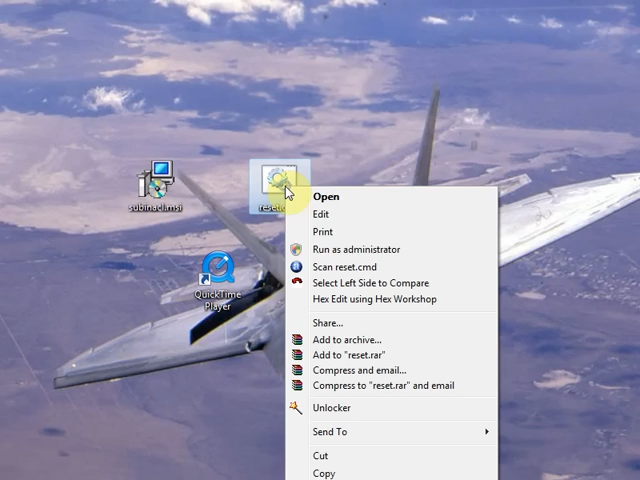 subinacl.msi
Open
Edit
Print
Run as administrator
Scan reset.cmd
Select Left Side to Compare
Hex Edit using Hex Workshop
Share...
Add to archive...
Add to "reset.rar"
Compress and email...
Compress to "reset.rar" and email
Unlocker
Send To
Cut
Copy
QuickTime
Player